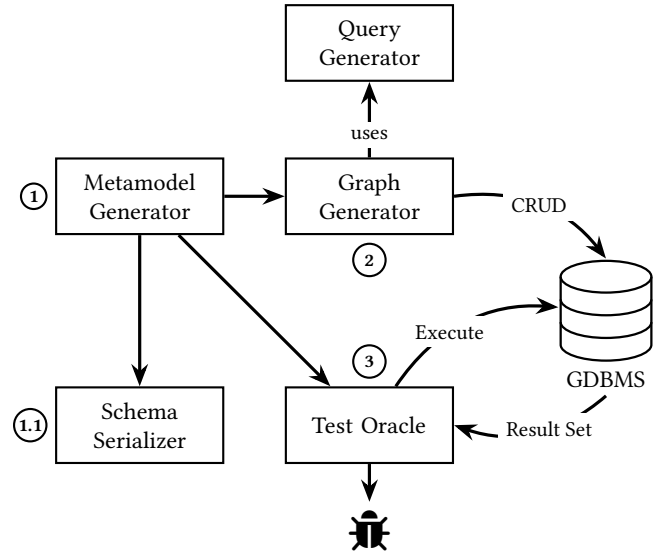 Query
Generator
uses
1
Metamodel
Generator
Graph
Generator
CRUD
2
Execute
3
GDBMS
1.1
Schema
Serializer
Test Oracle
Result Set